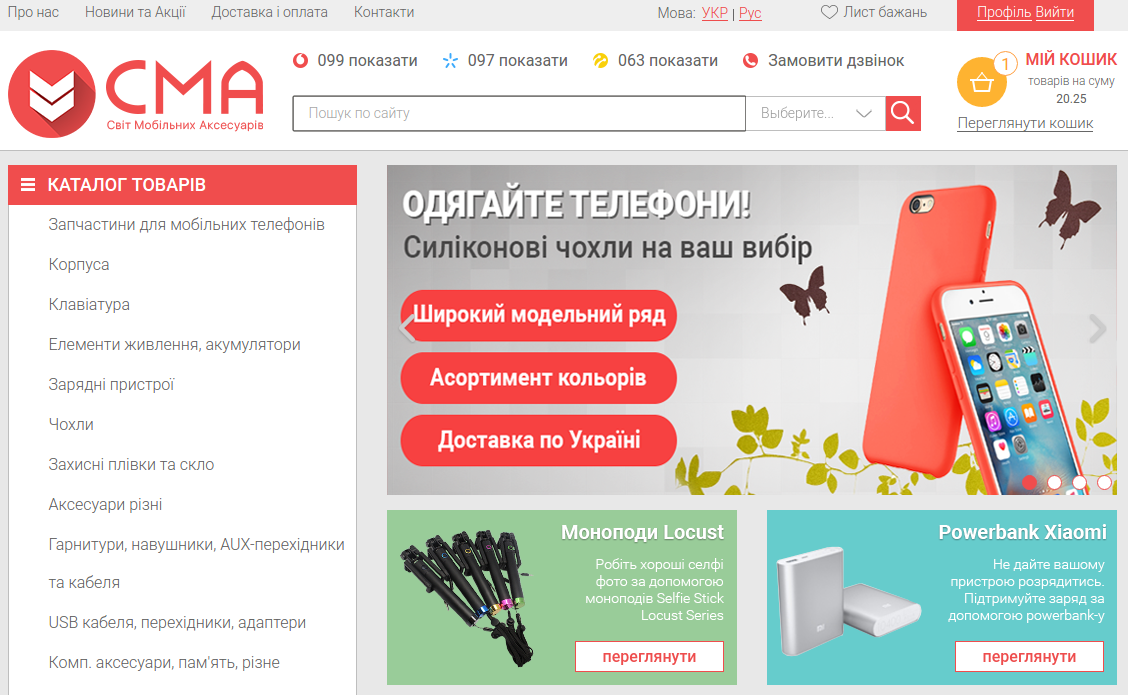 Про нас Новини та Акції Доставка і оплата Контакти Мова: УКР | Рус Лист бажань Профіль Вийти
099 показати 097 показати 063 показати Замовити дзвінок
СМА
Світ Мобільних Аксесуарів
Пошук по сайту Выберите...
1 МІЙ КОШИК
товарів на суму
20.25
Переглянути кошик
КАТАЛОГ ТОВАРІВ
Запчастини для мобільних телефонів
Корпуса
Клавіатура
Елементи живлення, акумулятори
Зарядні пристрої
Чохли
Захисні плівки та скло
Аксесуари різні
Гарнитури, навушники, AUX-перехідники
та кабеля
USB кабеля, перехідники, адаптери
Комп. аксесуари, пам'ять, різне
ОДЯГАЙТЕ ТЕЛЕФОНИ!
Силіконові чохли на ваш вибір
Широкий модельний ряд
Асортимент кольорів
Доставка по Україні
Моноподи Locust
Робіть хороші селфі
фото за допомогою
моноподів Selfie Stick
Locust Series
переглянути
Powerbank Xiaomi
Не дайте вашому
пристрою розрядитись.
Підтримуйте заряд за
допомогою powerbank-у
переглянути